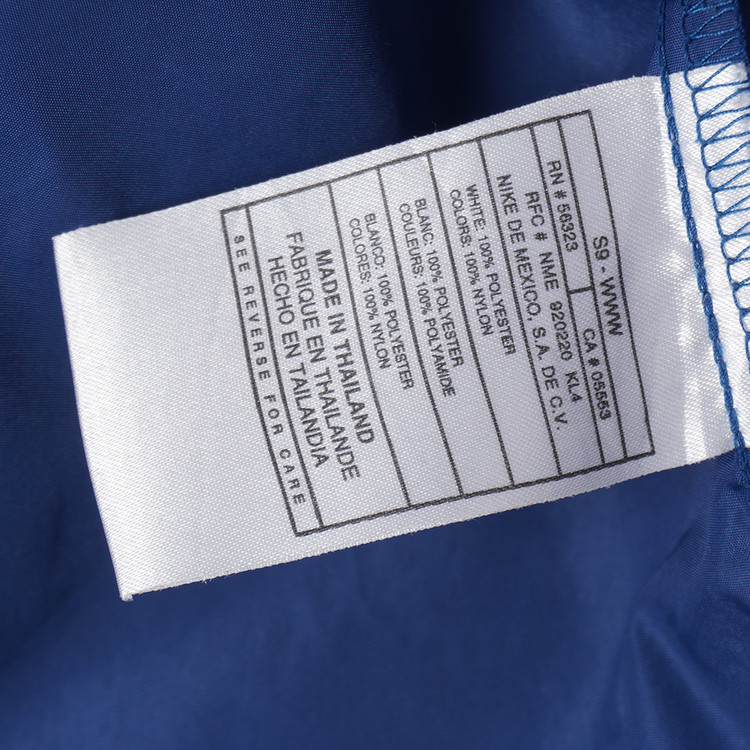 S9 - WWW
RN # 56323 CA # 05553
RFC # NME 920220 KL4
NIKE DE MEXICO, S.A. DE C.V.
WHITE: 100% POLYESTER
COLORS: 100% NYLON
BLANC: 100% POLYESTER
COULEURS: 100% POLYAMIDE
BLANCO: 100% POLYESTER
COLORES: 100% NYLON
MADE IN THAILAND
FABRIQUE EN THAILANDE
HECHO EN TAILANDIA
SEE REVERSE FOR CARE